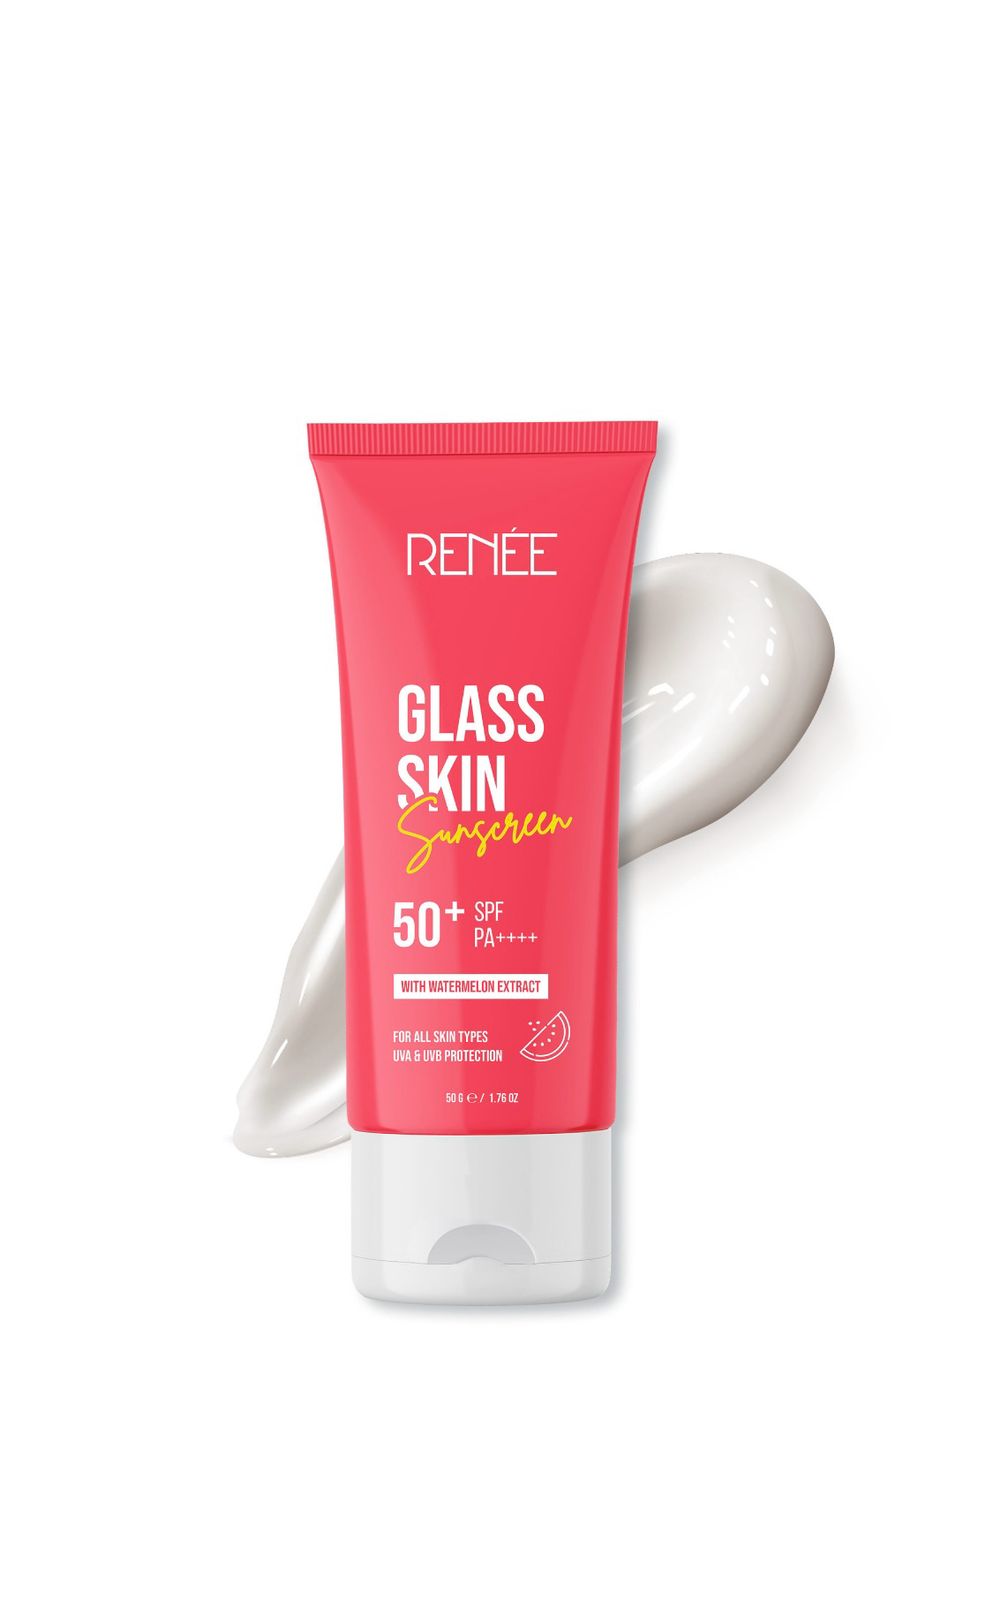 RENÉE
GLASS
SKIN
Sunscreen
50+ SPF
PA++++
WITH WATERMELON EXTRACT
FOR ALL SKIN TYPES
UVA & UVB PROTECTION
50 G ℮ / 1.76 OZ